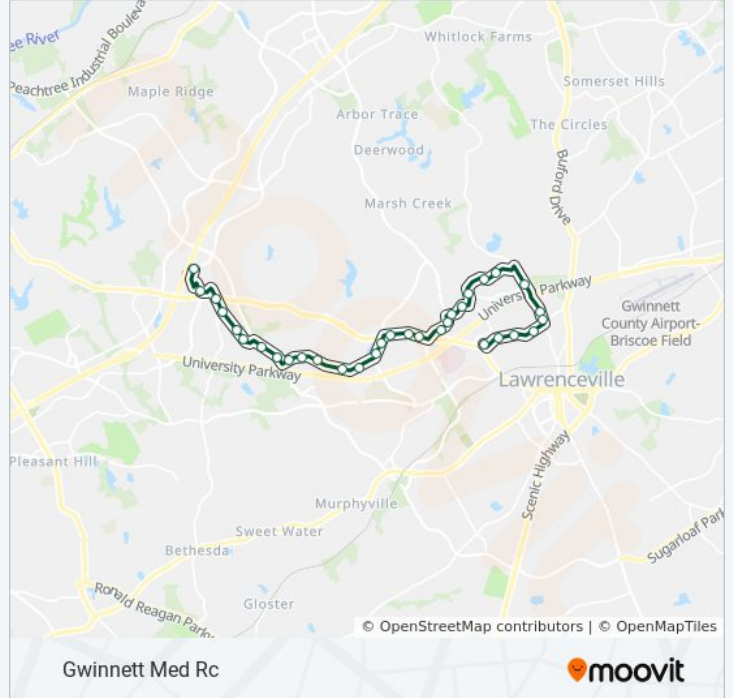 Whitlock Farms
ee River
Peachtree Industrial Bouleva
Maple Ridge
Somerset Hills
Arbor Trace
The Circles
Deerwood
Buford Drive
Marsh Creek
University Parkway
Gwinnett
County Airport-
Briscoe Field
University Parkway
Lawrenceville
Pleasant Hill
Scenic Highway
Murphyville
Sweet Water
Bethesda
Sugarloaf Park
Ronald Reagan Parkw
Gloster
© OpenStreetMap contributors | © OpenMapTiles
Gwinnett Med Rc
moovit